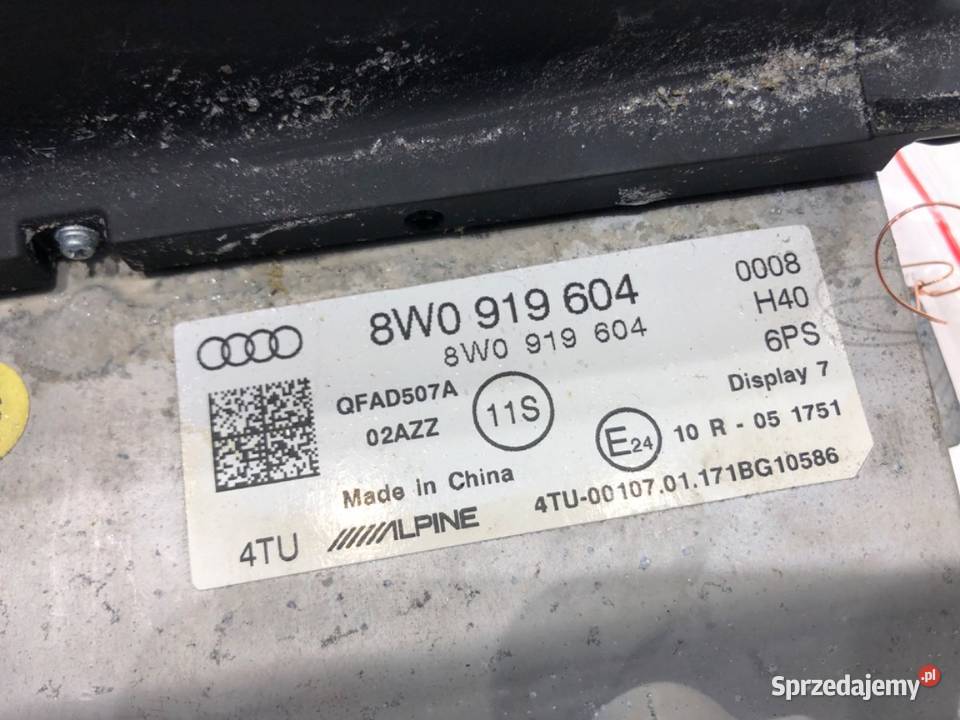 8W0 919 604
8W0 919 604
0008
H40
6PS
QFAD507A
02AZZ
11S
Display 7
E24
10 R - 05 1751
Made in China
4TU
ALPINE
4TU-00107.01.171BG10586
Sprzedajemy.pl